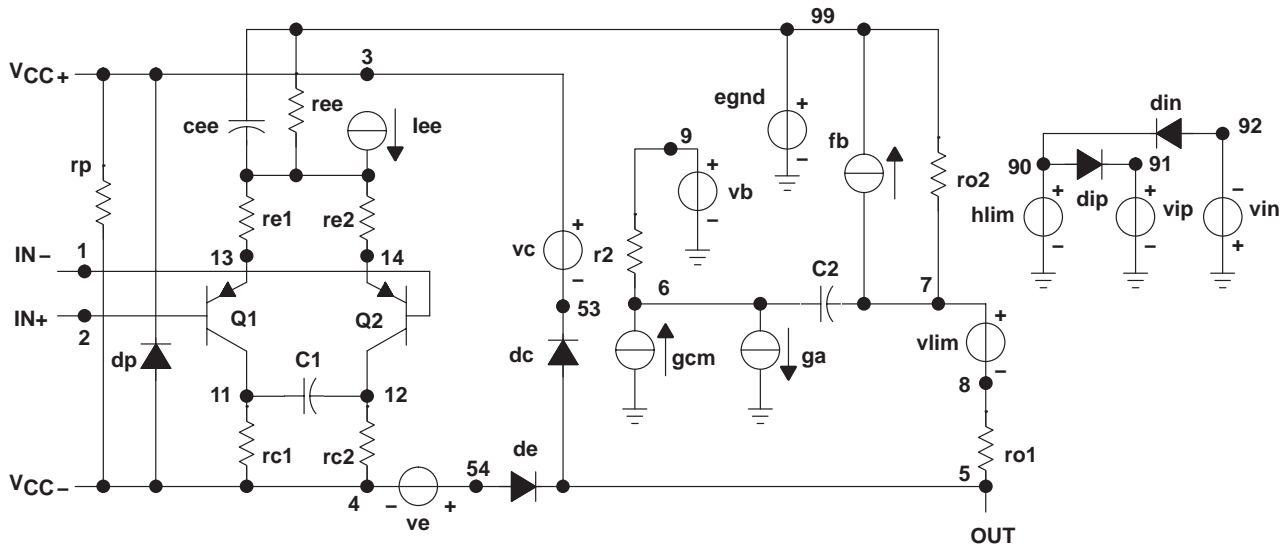 99
VCC+
3
ree
cee
Iee
egnd
fb
din
92
rp
9
vb
ro2
90
91
dip
hlim
vip
vin
re1
re2
IN−
1
13
14
vc
r2
C2
6
7
IN+
2
Q1
Q2
53
dp
C1
dc
gcm
ga
vlim
11
12
8
rc1
rc2
de
ro1
VCC−
54
5
4
ve
OUT
+
−
+
−
+
−
+
−
+
−
−
+
+
−
+
−
−
+